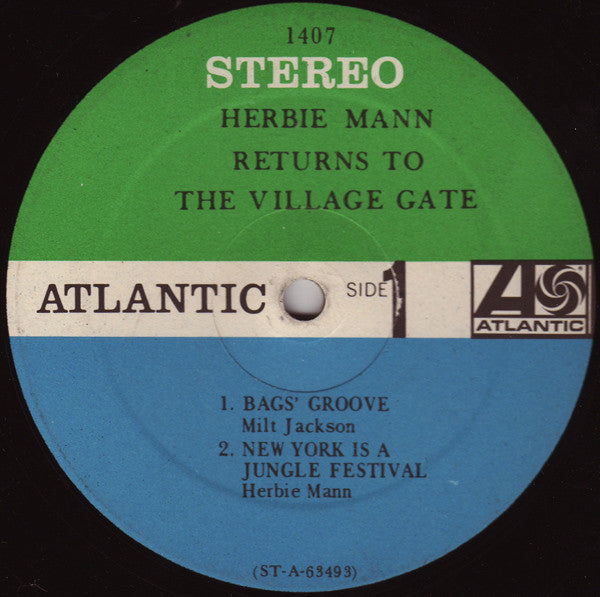 1407
STEREO
HERBIE MANN
RETURNS TO
THE VILLAGE GATE
ATLANTIC
SIDE 1
ATLANTIC
1. BAGS' GROOVE
Milt Jackson
2. NEW YORK IS A
JUNGLE FESTIVAL
Herbie Mann
(ST-A-63493)